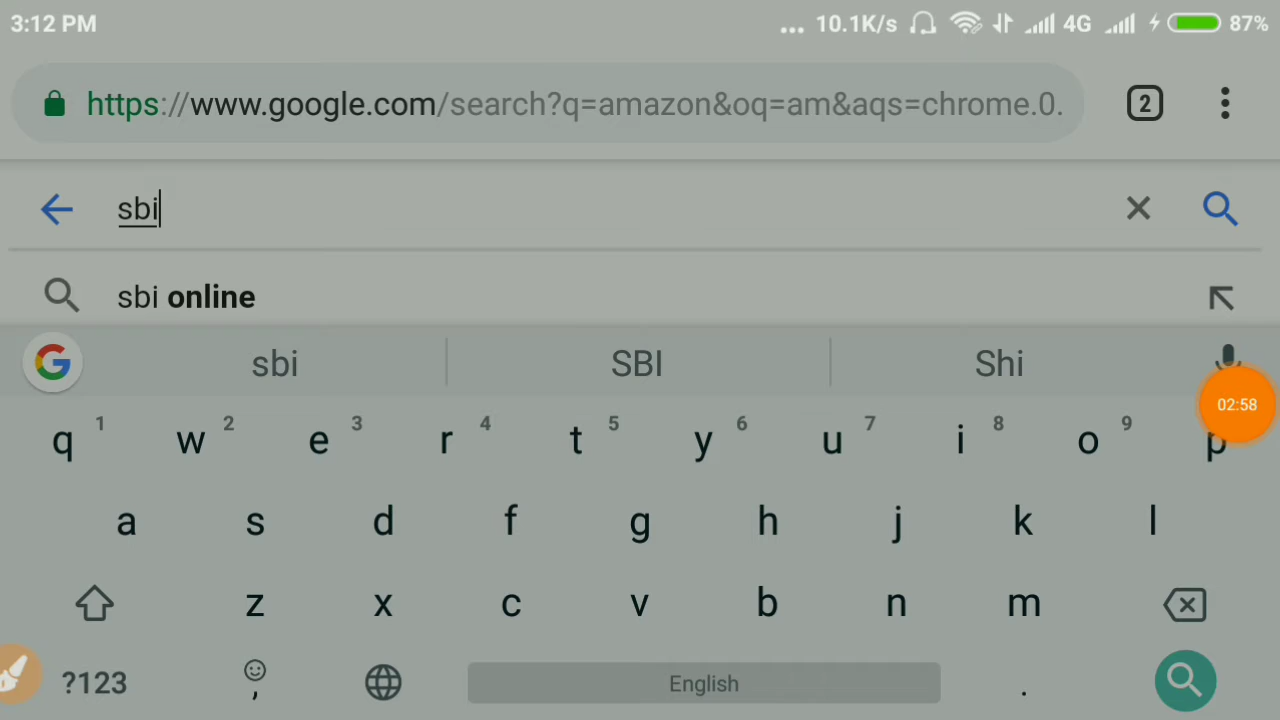 3:12 PM ... 10.1K/s 4G 87%
https://www.google.com/search?q=amazon&oq=am&aqs=chrome.0. 2
sbi
sbi online
sbi SBI Shi
02:58
q 1 w 2 e 3 r 4 t 5 y 6 u 7 i 8 o 9 p
a s d f g h j k l
z x c v b n m
?123 , English .